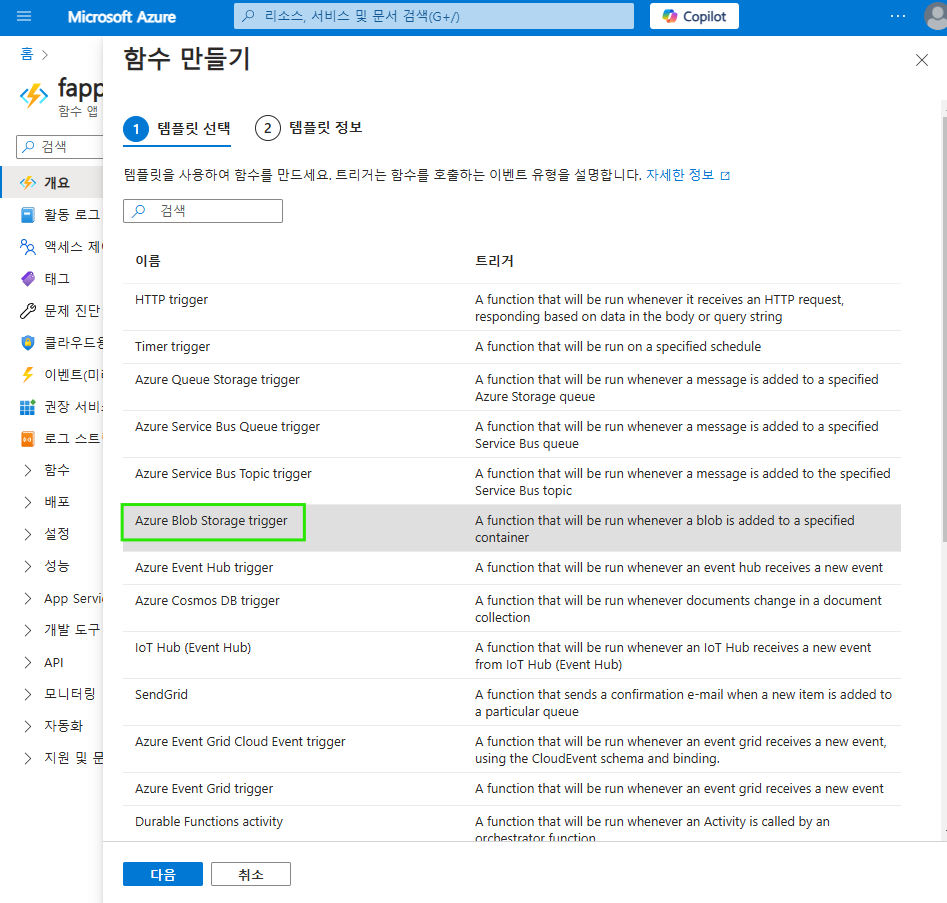 Microsoft Azure
리소스, 서비스 및 문서 검색(G+/)
Copilot
홈
fapp
함수 앱
검색
개요
활동 로그
액세스 제
태그
문제 진단
클라우드용
이벤트(미리
권장 서비
로그 스트
함수
배포
설정
성능
App Servi
개발 도구
API
모니터링
자동화
지원 및 문
함수 만들기
1 템플릿 선택
2 템플릿 정보
템플릿을 사용하여 함수를 만드세요. 트리거는 함수를 호출하는 이벤트 유형을 설명합니다. 자세한 정보
검색
이름 트리거
HTTP trigger A function that will be run whenever it receives an HTTP request,
responding based on data in the body or query string
Timer trigger A function that will be run on a specified schedule
Azure Queue Storage trigger A function that will be run whenever a message is added to a specified
Azure Storage queue
Azure Service Bus Queue trigger A function that will be run whenever a message is added to a specified
Service Bus queue
Azure Service Bus Topic trigger A function that will be run whenever a message is added to the specified
Service Bus topic
Azure Blob Storage trigger A function that will be run whenever a blob is added to a specified
container
Azure Event Hub trigger A function that will be run whenever an event hub receives a new event
Azure Cosmos DB trigger A function that will be run whenever documents change in a document
collection
IoT Hub (Event Hub) A function that will be run whenever an IoT Hub receives a new event
from IoT Hub (Event Hub)
SendGrid A function that sends a confirmation e-mail when a new item is added to
a particular queue
Azure Event Grid Cloud Event trigger A function that will be run whenever an event grid receives a new event,
using the CloudEvent schema and binding.
Azure Event Grid trigger A function that will be run whenever an event grid receives a new event
Durable Functions activity A function that will be run whenever an Activity is called by an
orchestrator function
다음
취소